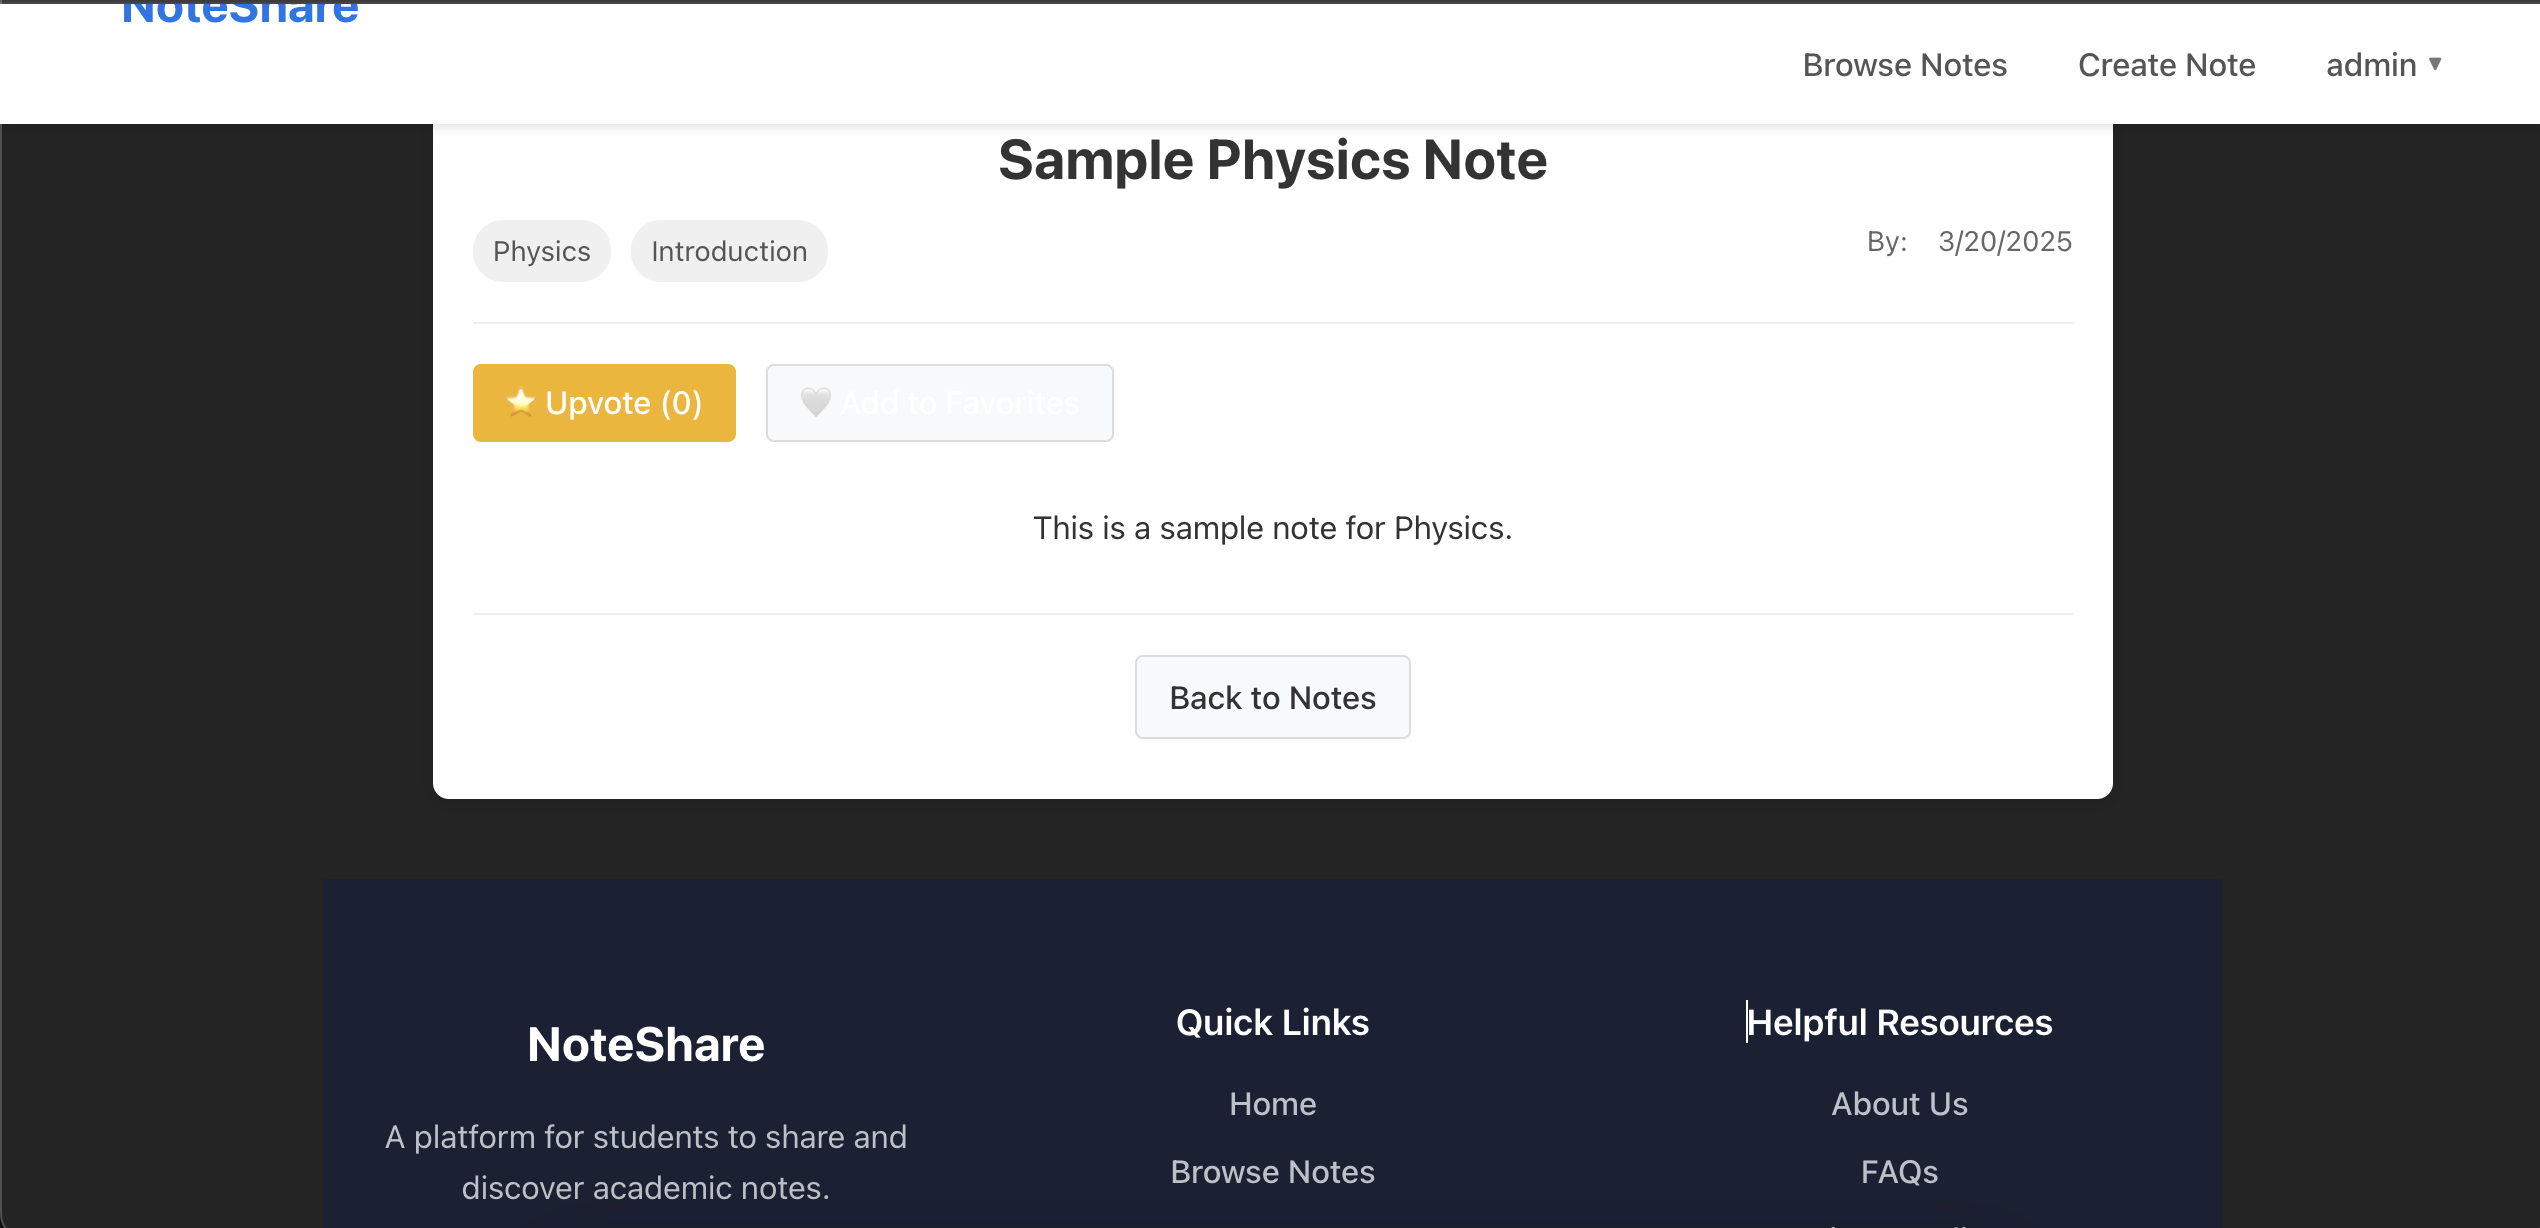 NoteShare
Browse Notes
Create Note
admin ▼
Sample Physics Note
Physics
Introduction
By: 3/20/2025
⭐ Upvote (0)
🤍 Add to Favorites
This is a sample note for Physics.
Back to Notes
NoteShare
A platform for students to share and
discover academic notes.
Quick Links
Home
Browse Notes
Helpful Resources
About Us
FAQs